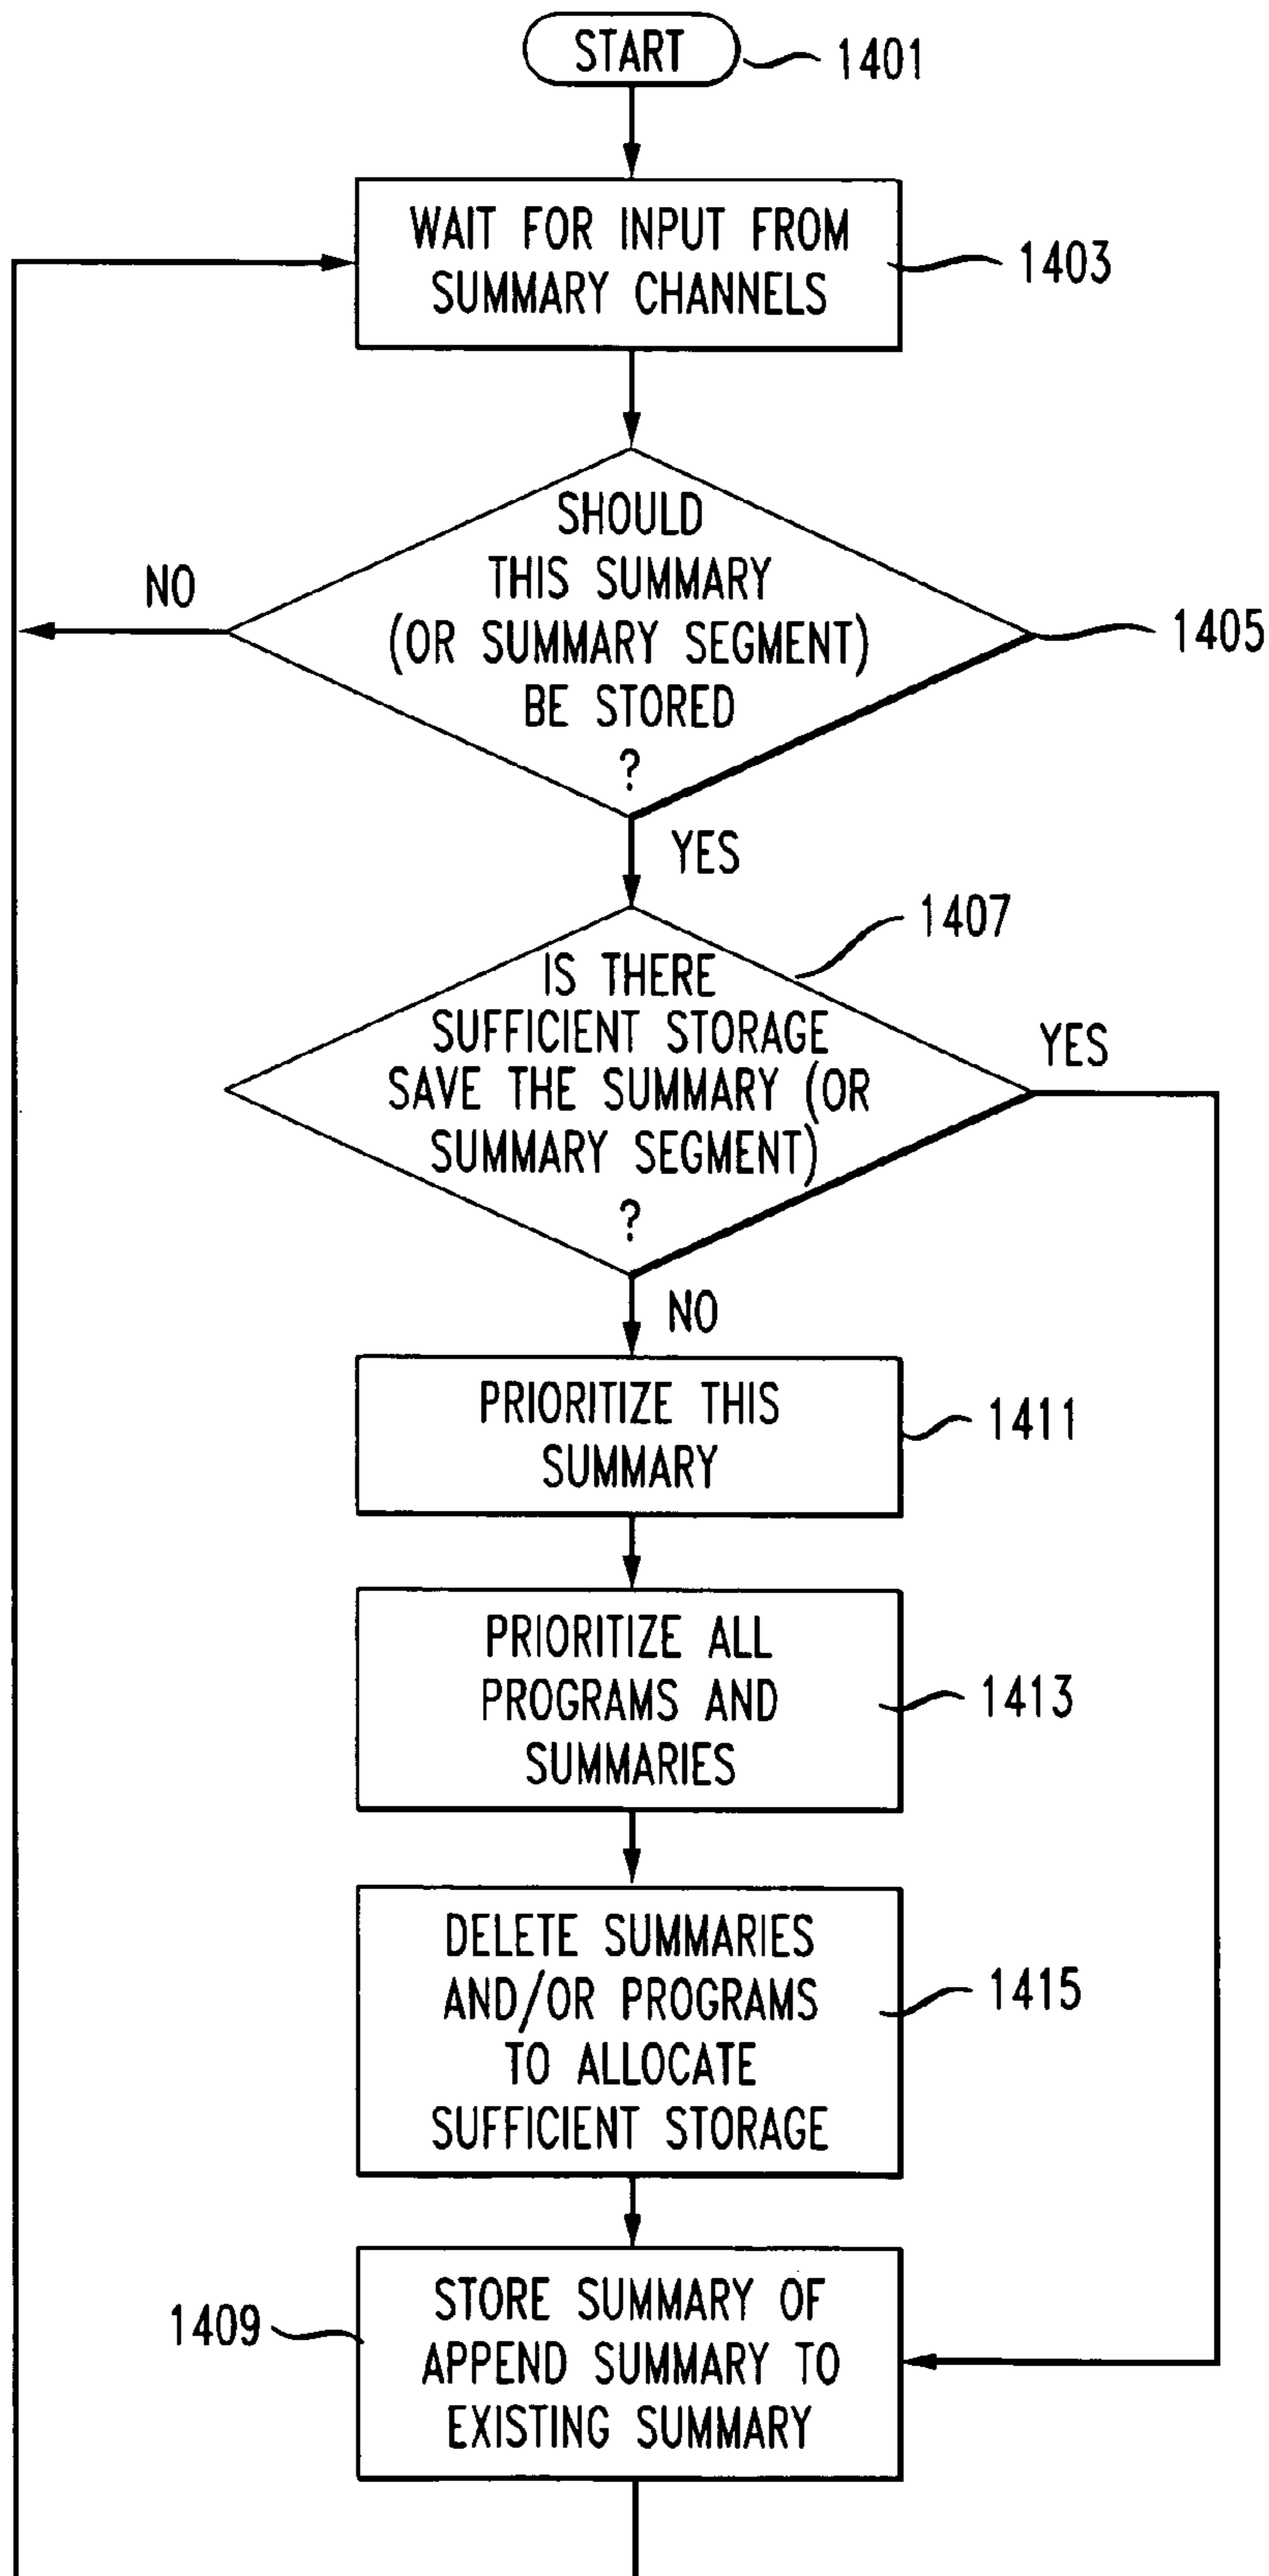 START
1401
WAIT FOR INPUT FROM
SUMMARY CHANNELS
1403
SHOULD
THIS SUMMARY
(OR SUMMARY SEGMENT)
BE STORED
?
NO
1405
YES
1407
IS THERE
SUFFICIENT STORAGE
SAVE THE SUMMARY (OR
SUMMARY SEGMENT)
?
YES
NO
PRIORITIZE THIS
SUMMARY
1411
PRIORITIZE ALL
PROGRAMS AND
SUMMARIES
1413
DELETE SUMMARIES
AND/OR PROGRAMS
TO ALLOCATE
SUFFICIENT STORAGE
1415
1409
STORE SUMMARY OF
APPEND SUMMARY TO
EXISTING SUMMARY